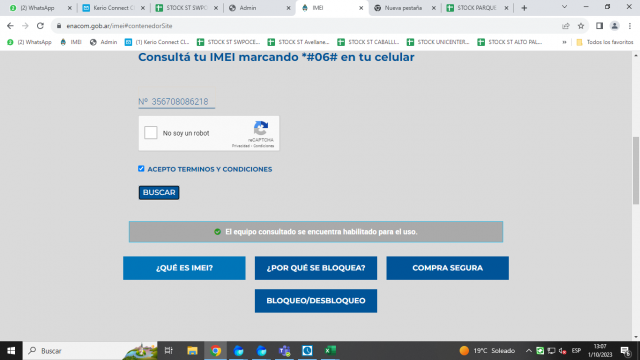 (2) WhatsApp
Kerio Connect Cl
STOCK ST SWPO
Admin
IMEI
Nueva pestaña
STOCK PARQUE
enacom.gob.ar/imei#contenedorSite
(2) WhatsApp
IMEI
Admin
(1) Kerio Connect Cl...
STOCK ST SWPOCE...
STOCK ST Avellane...
STOCK ST CABALLI...
STOCK UNICENTER...
STOCK ST ALTO PAL...
Todos los favoritos
Consultá tu IMEI marcando *#06# en tu celular
Nº 356708086218
No soy un robot
reCAPTCHA
Privacidad - Condiciones
ACEPTO TERMINOS Y CONDICIONES
BUSCAR
El equipo consultado se encuentra habilitado para el uso.
¿QUÉ ES IMEI?
¿POR QUÉ SE BLOQUEA?
COMPRA SEGURA
BLOQUEO/DESBLOQUEO
Buscar
19°C Soleado
ESP
13:07
1/10/2023